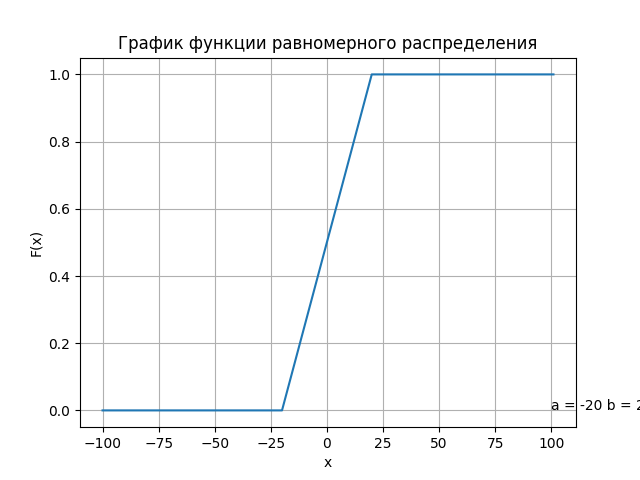 График функции равномерного распределения
1.0
0.8
0.6
0.4
0.2
0.0
F(x)
a = -20 b = 2
−100 −75 −50 −25 0 25 50 75 100
x